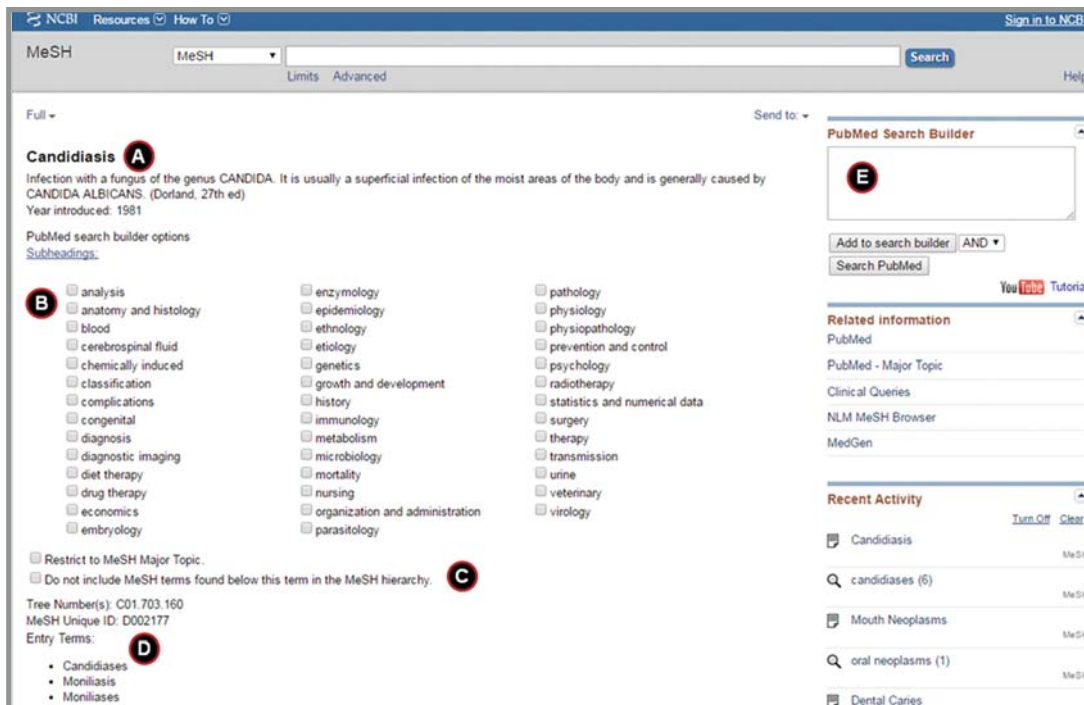 NCBI Resources How To Sign in to NCBI
MeSH MeSH Search
Limits Advanced Help
Full Send to:
Candidiasis A
Infection with a fungus of the genus CANDIDA. It is usually a superficial infection of the moist areas of the body and is generally caused by
CANDIDA ALBICANS. (Dorland, 27th ed)
Year introduced: 1981
PubMed search builder options
Subheadings:
B
analysis
anatomy and histology
blood
cerebrospinal fluid
chemically induced
classification
complications
congenital
diagnosis
diagnostic imaging
diet therapy
drug therapy
economics
embryology
enzymology
epidemiology
ethnology
etiology
genetics
growth and development
history
immunology
metabolism
microbiology
mortality
nursing
organization and administration
parasitology
pathology
physiology
physiopathology
prevention and control
psychology
radiotherapy
statistics and numerical data
surgery
therapy
transmission
urine
veterinary
virology
Restrict to MeSH Major Topic.
Do not include MeSH terms found below this term in the MeSH hierarchy. C
Tree Number(s): C01.703.160
MeSH Unique ID: D002177
Entry Terms:
D
Candidiases
Moniliasis
Moniliases
PubMed Search Builder
E
Add to search builder AND
Search PubMed
YouTube Tutoria
Related information
PubMed
PubMed - Major Topic
Clinical Queries
NLM MeSH Browser
MedGen
Recent Activity
Turn Off Clear
Candidiasis
MeSH
candidiases (6)
MeSH
Mouth Neoplasms
MeSH
oral neoplasms (1)
MeSH
Dental Caries